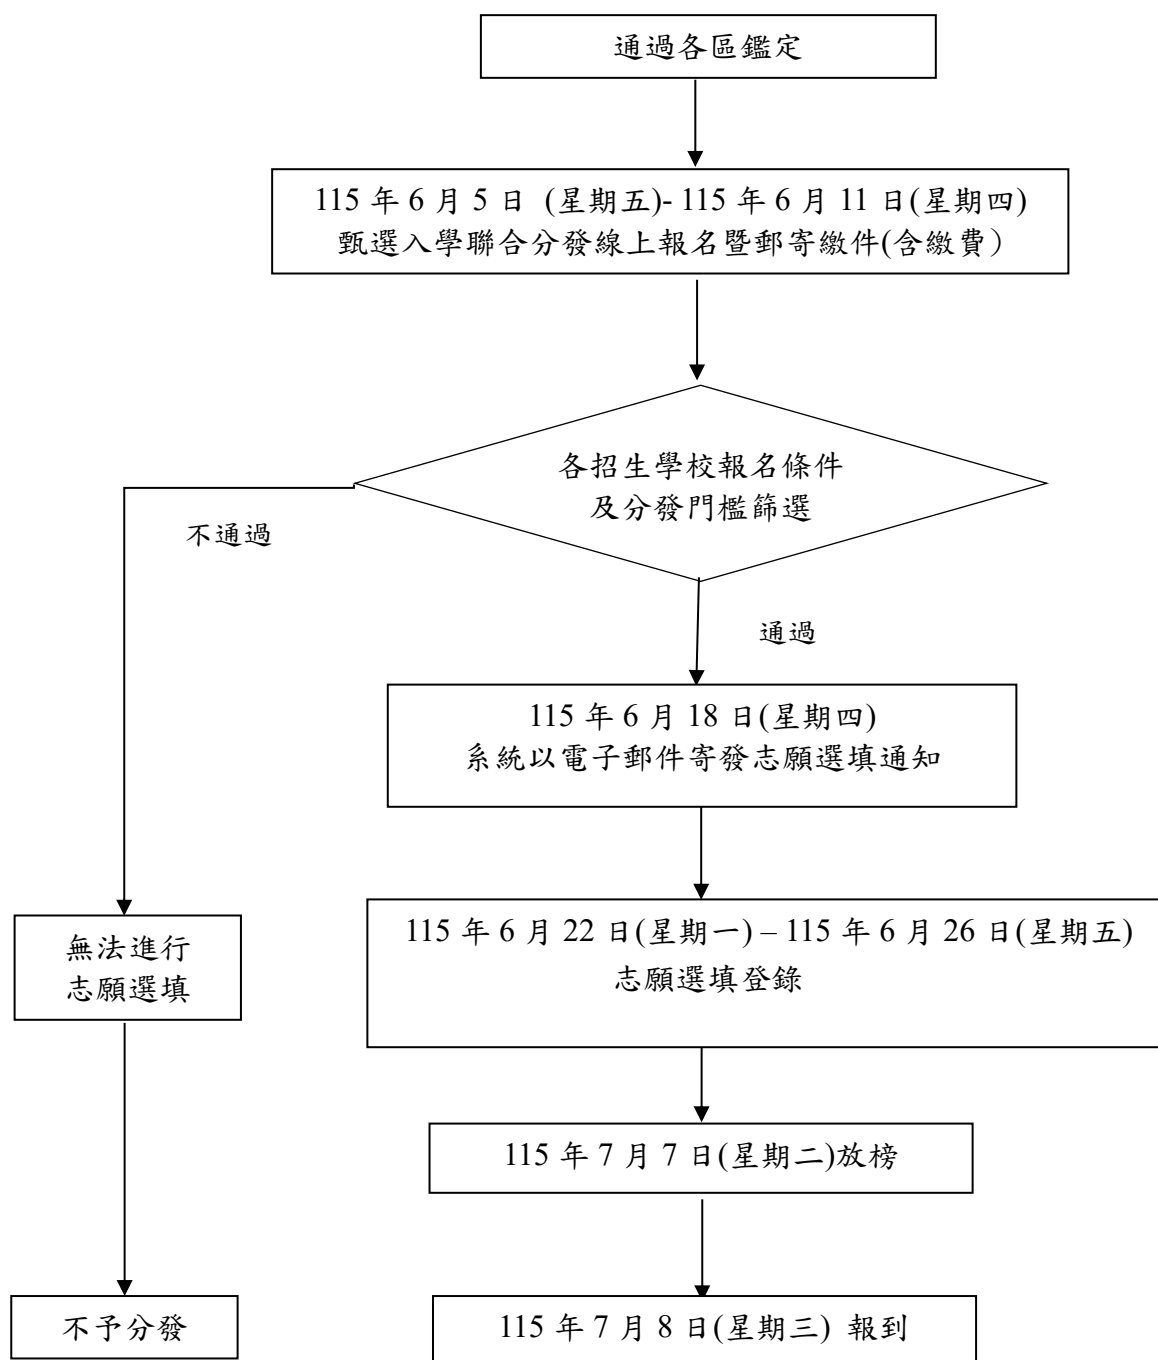 通過各區鑑定
115 年 6 月 5 日 (星期五)- 115 年 6 月 11 日(星期四)
甄選入學聯合分發線上報名暨郵寄繳件(含繳費）
各招生學校報名條件
及分發門檻篩選
不通過
通過
115 年 6 月 18 日(星期四)
系統以電子郵件寄發志願選填通知
無法進行
志願選填
115 年 6 月 22 日(星期一) – 115 年 6 月 26 日(星期五)
志願選填登錄
115 年 7 月 7 日(星期二)放榜
不予分發
115 年 7 月 8 日(星期三) 報到